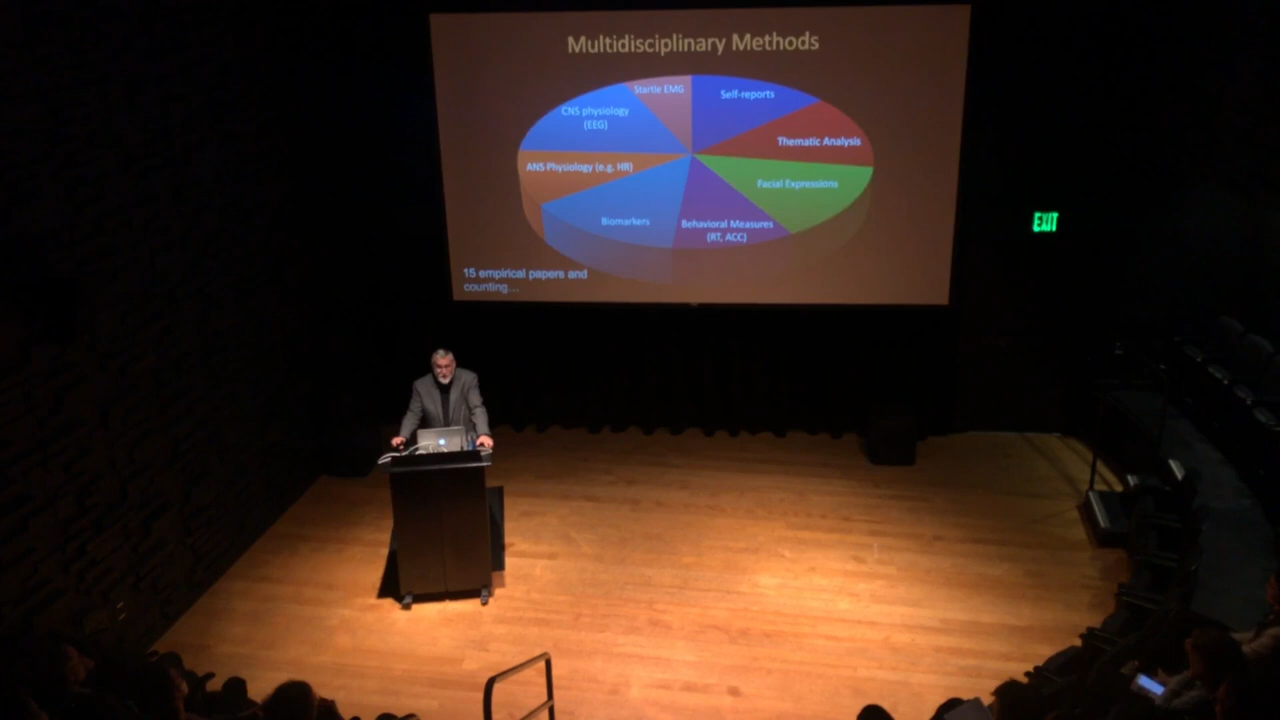 Multidisciplinary Methods
Startle EMG
Self-reports
CNS physiology
(EEG)
Thematic Analysis
ANS Physiology (e.g. HR)
Facial Expressions
Biomarkers
Behavioral Measures
(RT, ACC)
15 empirical papers and
counting...
EXIT